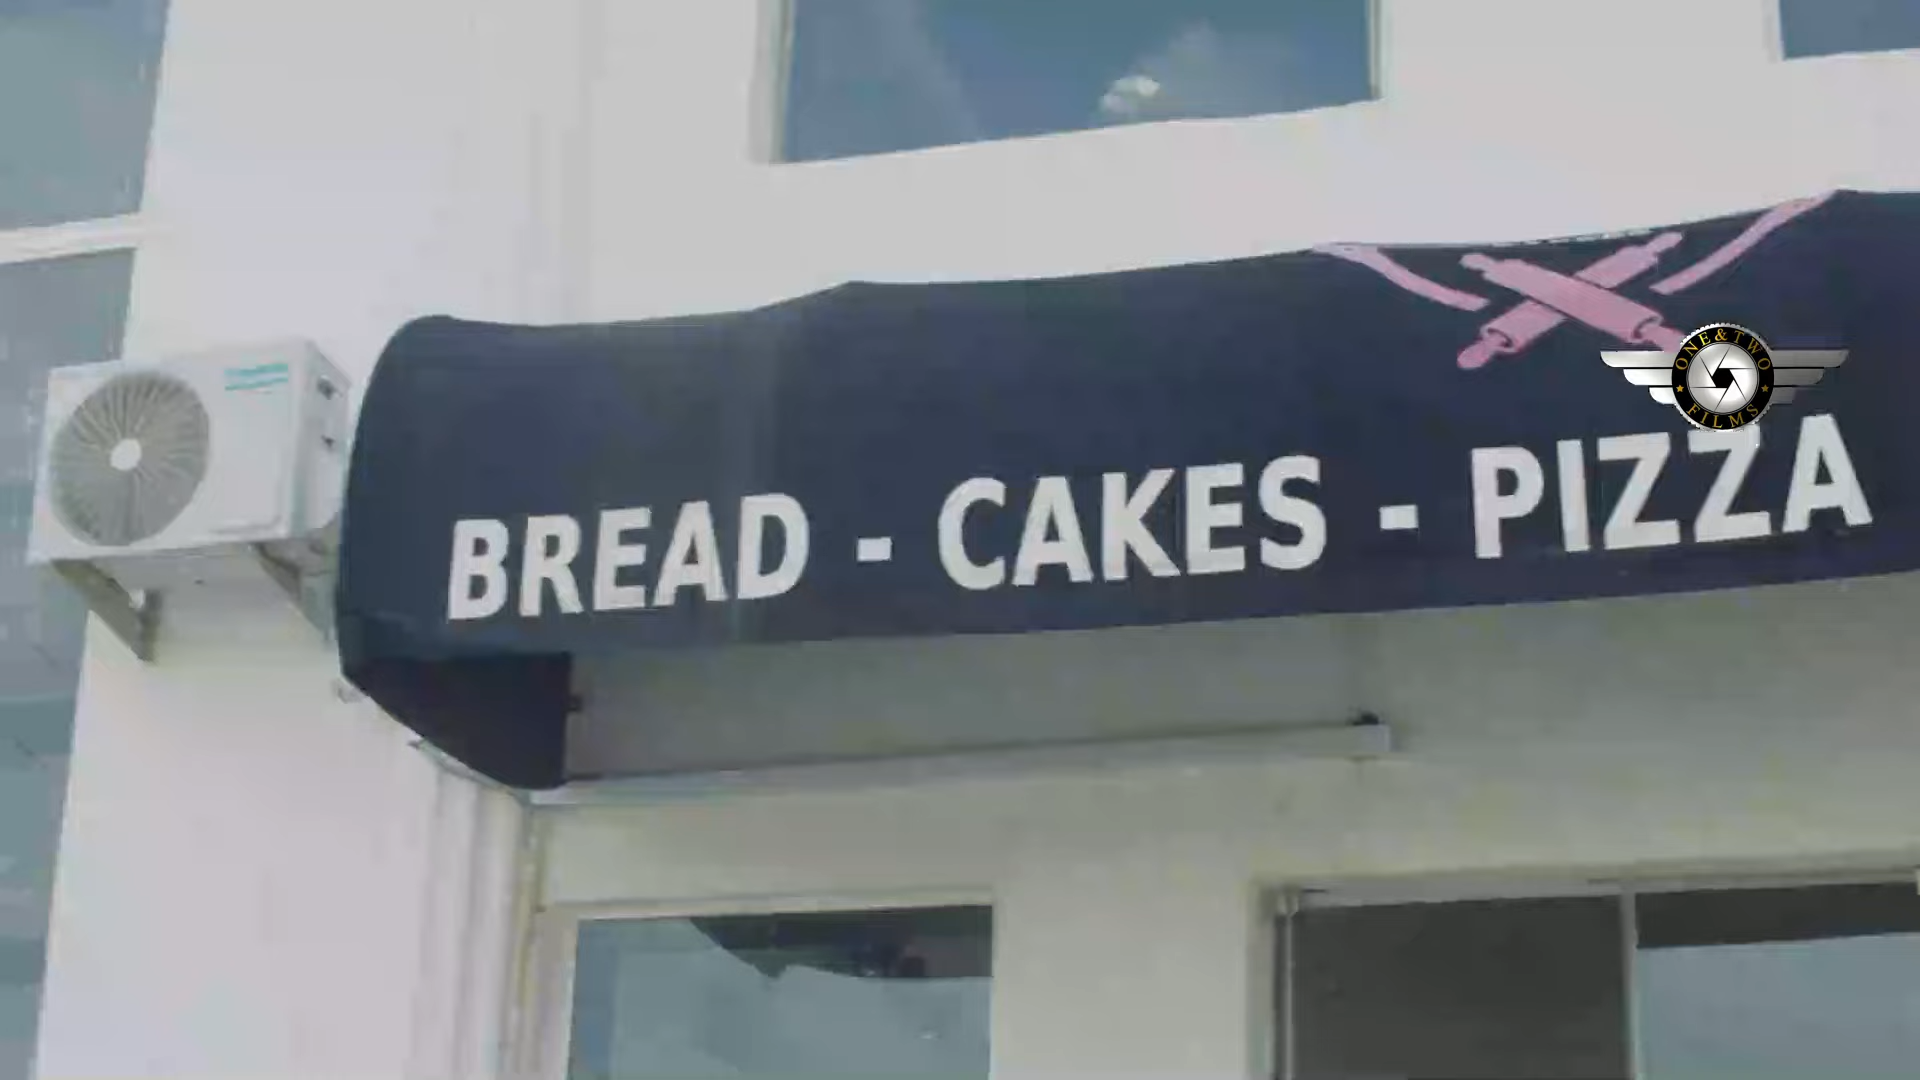 ONE & TWO
FILMS
BREAD - CAKES - PIZZA